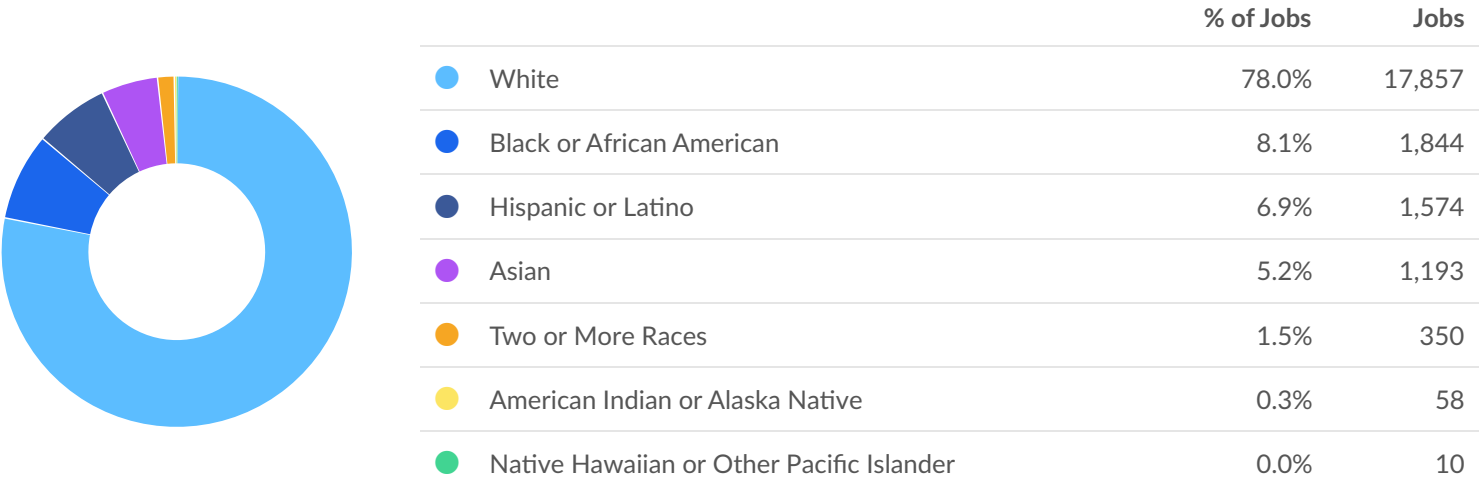 % of Jobs Jobs
White 78.0% 17,857
Black or African American 8.1% 1,844
Hispanic or Latino 6.9% 1,574
Asian 5.2% 1,193
Two or More Races 1.5% 350
American Indian or Alaska Native 0.3% 58
Native Hawaiian or Other Pacific Islander 0.0% 10